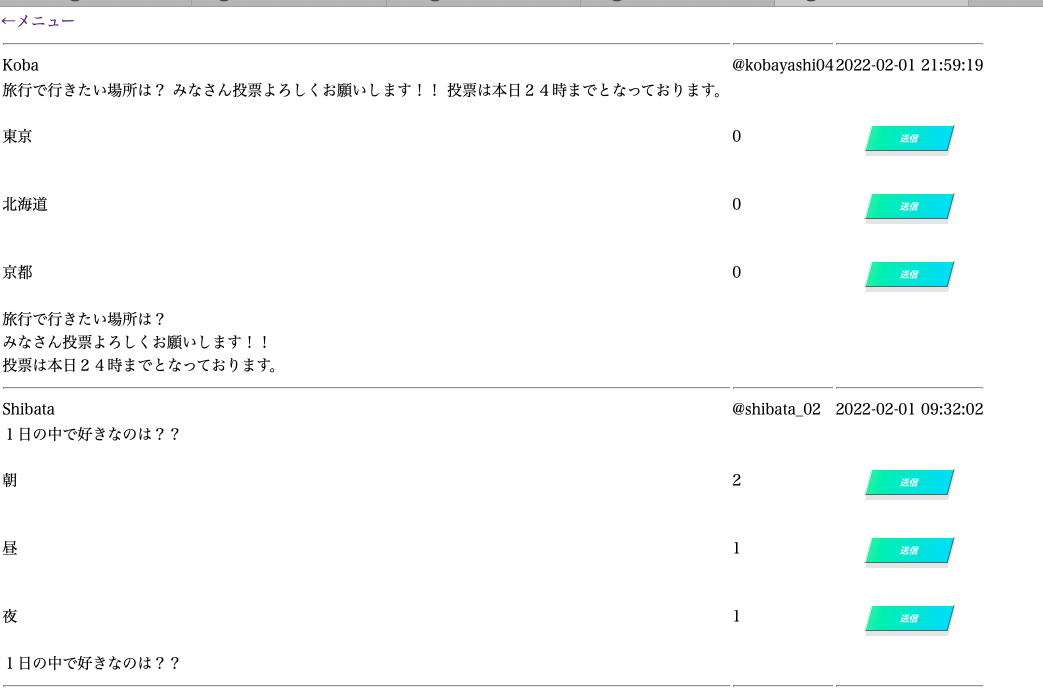 ←メニュー
Koba @kobayashi04 2022-02-01 21:59:19
旅行で行きたい場所は？ みなさん投票よろしくお願いします！！ 投票は本日２４時までとなっております。
東京 0 送信
北海道 0 送信
京都 0 送信
旅行で行きたい場所は？
みなさん投票よろしくお願いします！！
投票は本日２４時までとなっております。
Shibata @shibata_02 2022-02-01 09:32:02
１日の中で好きなのは？？
朝 2 送信
昼 1 送信
夜 1 送信
１日の中で好きなのは？？